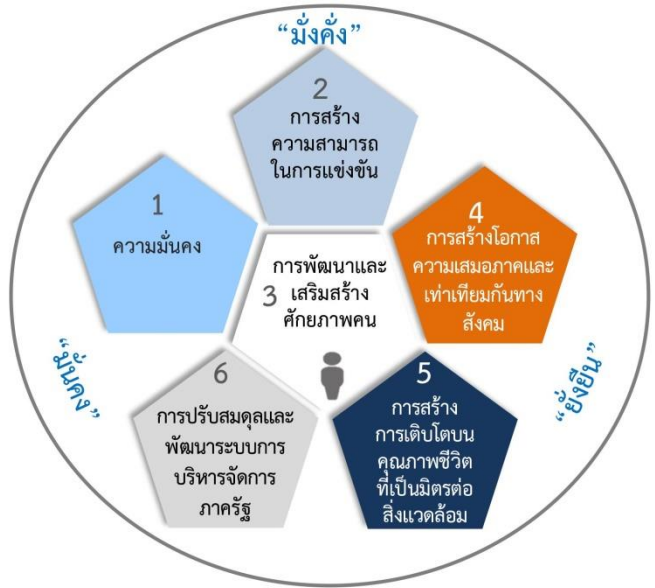 “มั่งคั่ง”
2
การสร้าง
ความสามารถ
ในการแข่งขัน
1
ความมั่นคง
4
การสร้างโอกาส
ความเสมอภาคและ
เท่าเทียมกันทาง
สังคม
การพัฒนาและ
3 เสริมสร้าง
ศักยภาพคน
“มั่นคง”
“ยั่งยืน”
6
การปรับสมดุลและ
พัฒนาระบบการ
บริหารจัดการ
ภาครัฐ
5
การสร้าง
การเติบโตบน
คุณภาพชีวิต
ที่เป็นมิตรต่อ
สิ่งแวดล้อม